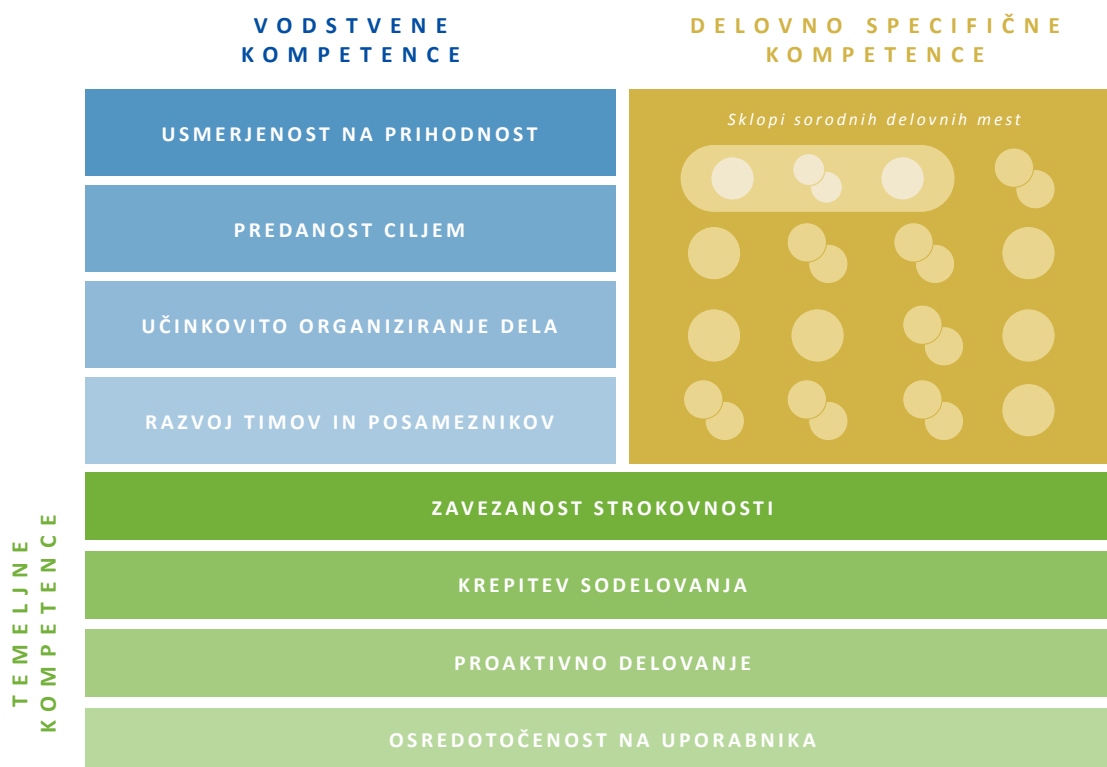 VODSTVENE
KOMPETENCE
DELOVNO SPECIFIČNE
KOMPETENCE
USMERJENOST NA PRIHODNOST
PREDANOST CILJEM
UČINKOVITO ORGANIZIRANJE DELA
RAZVOJ TIMOV IN POSAMEZNIKOV
Sklopi sorodnih delovnih mest
TEMELJNE
KOMPETENCE
ZAVEZANOST STROKOVNOSTI
KREPITEV SODELOVANJA
PROAKTIVNO DELOVANJE
OSREDOTOČENOST NA UPORABNIKA